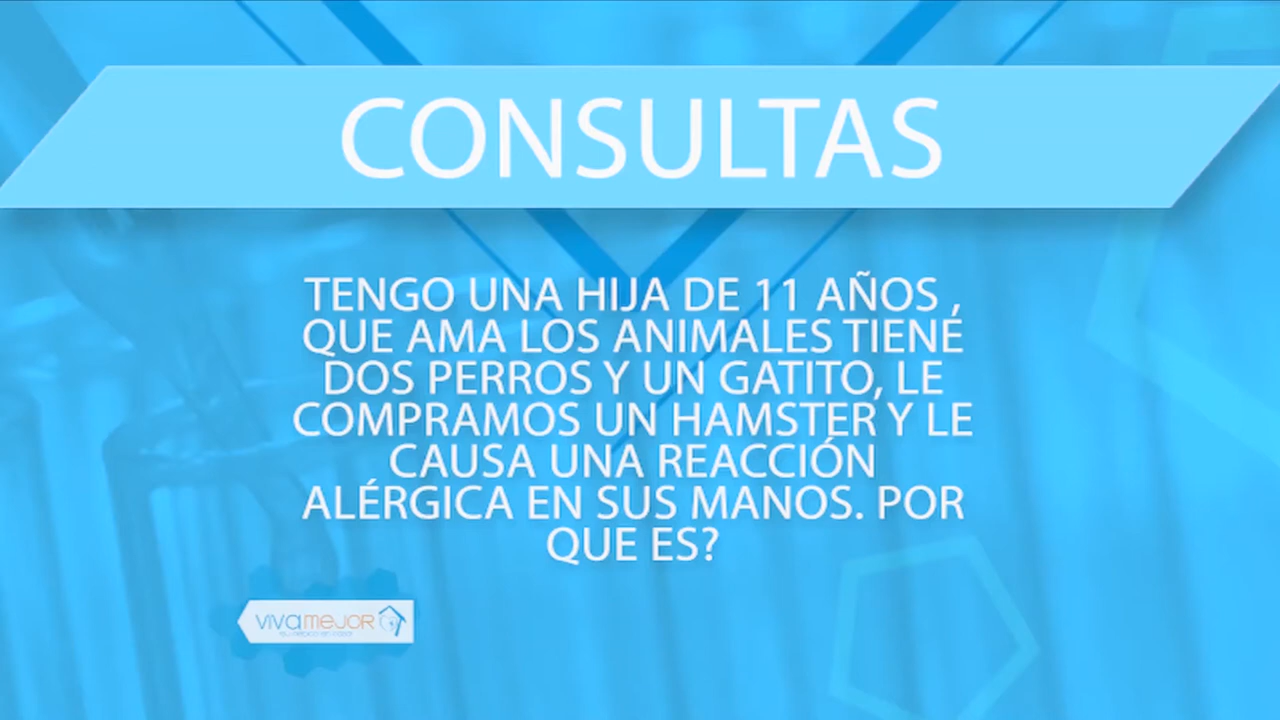 CONSULTAS
TENGO UNA HIJA DE 11 AÑOS ,
QUE AMA LOS ANIMALES TIENE
DOS PERROS Y UN GATITO, LE
COMPRAMOS UN HAMSTER Y LE
CAUSA UNA REACCIÓN
ALÉRGICA EN SUS MANOS. POR
QUE ES?
VIVAMEJOR